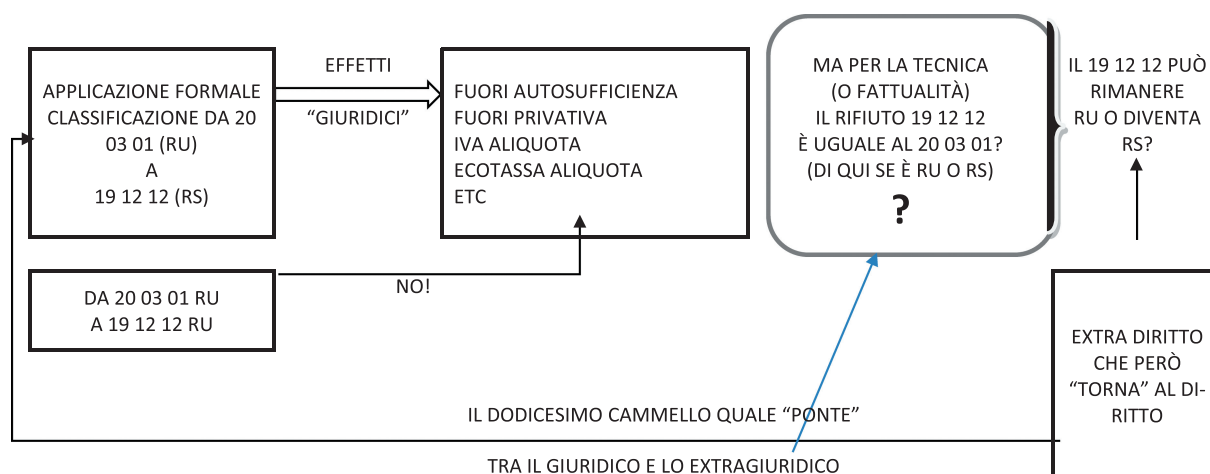 APPLICAZIONE FORMALE
CLASSIFICAZIONE DA 20
03 01 (RU)
A
19 12 12 (RS)
EFFETTI
“GIURIDICI”
FUORI AUTOSUFFICIENZA
FUORI PRIVATIVA
IVA ALIQUOTA
ECOTASSA ALIQUOTA
ETC
MA PER LA TECNICA
(O FATTUALITÀ)
IL RIFIUTO 19 12 12
È UGUALE AL 20 03 01?
(DI QUI SE È RU O RS)
?
IL 19 12 12 PUÒ
RIMANERE
RU O DIVENTA
RS?
DA 20 03 01 RU
A 19 12 12 RU
NO!
EXTRA DIRITTO
CHE PERÒ
“TORNA” AL DI-
RITTO
IL DODICESIMO CAMMELLO QUALE “PONTE”
TRA IL GIURIDICO E LO EXTRAGIURIDICO